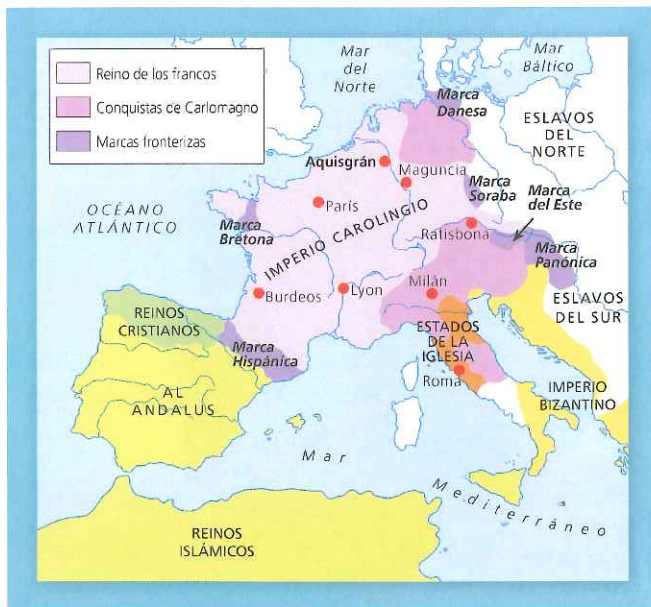 Reino de los francos
Conquistas de Carlomagno
Marcas fronterizas
Mar
del
Norte
Mar
Báltico
Marca
Danesa
ESLAVOS
DEL
NORTE
Aquisgrán
Maguncia
Marca
Soraba
Marca
del Este
París
OCÉANO
ATLÁNTICO
Marca
Bretona
IMPERIO CAROLINGIO
Ratisbona
Marca
Panónica
Burdeos
Lyon
Milán
ESLAVOS
DEL SUR
REINOS
CRISTIANOS
Marca
Hispánica
ESTADOS
DE LA
IGLESIA
Roma
AL
ANDALUS
IMPERIO
BIZANTINO
Mar
Mediterráneo
REINOS
ISLÁMICOS